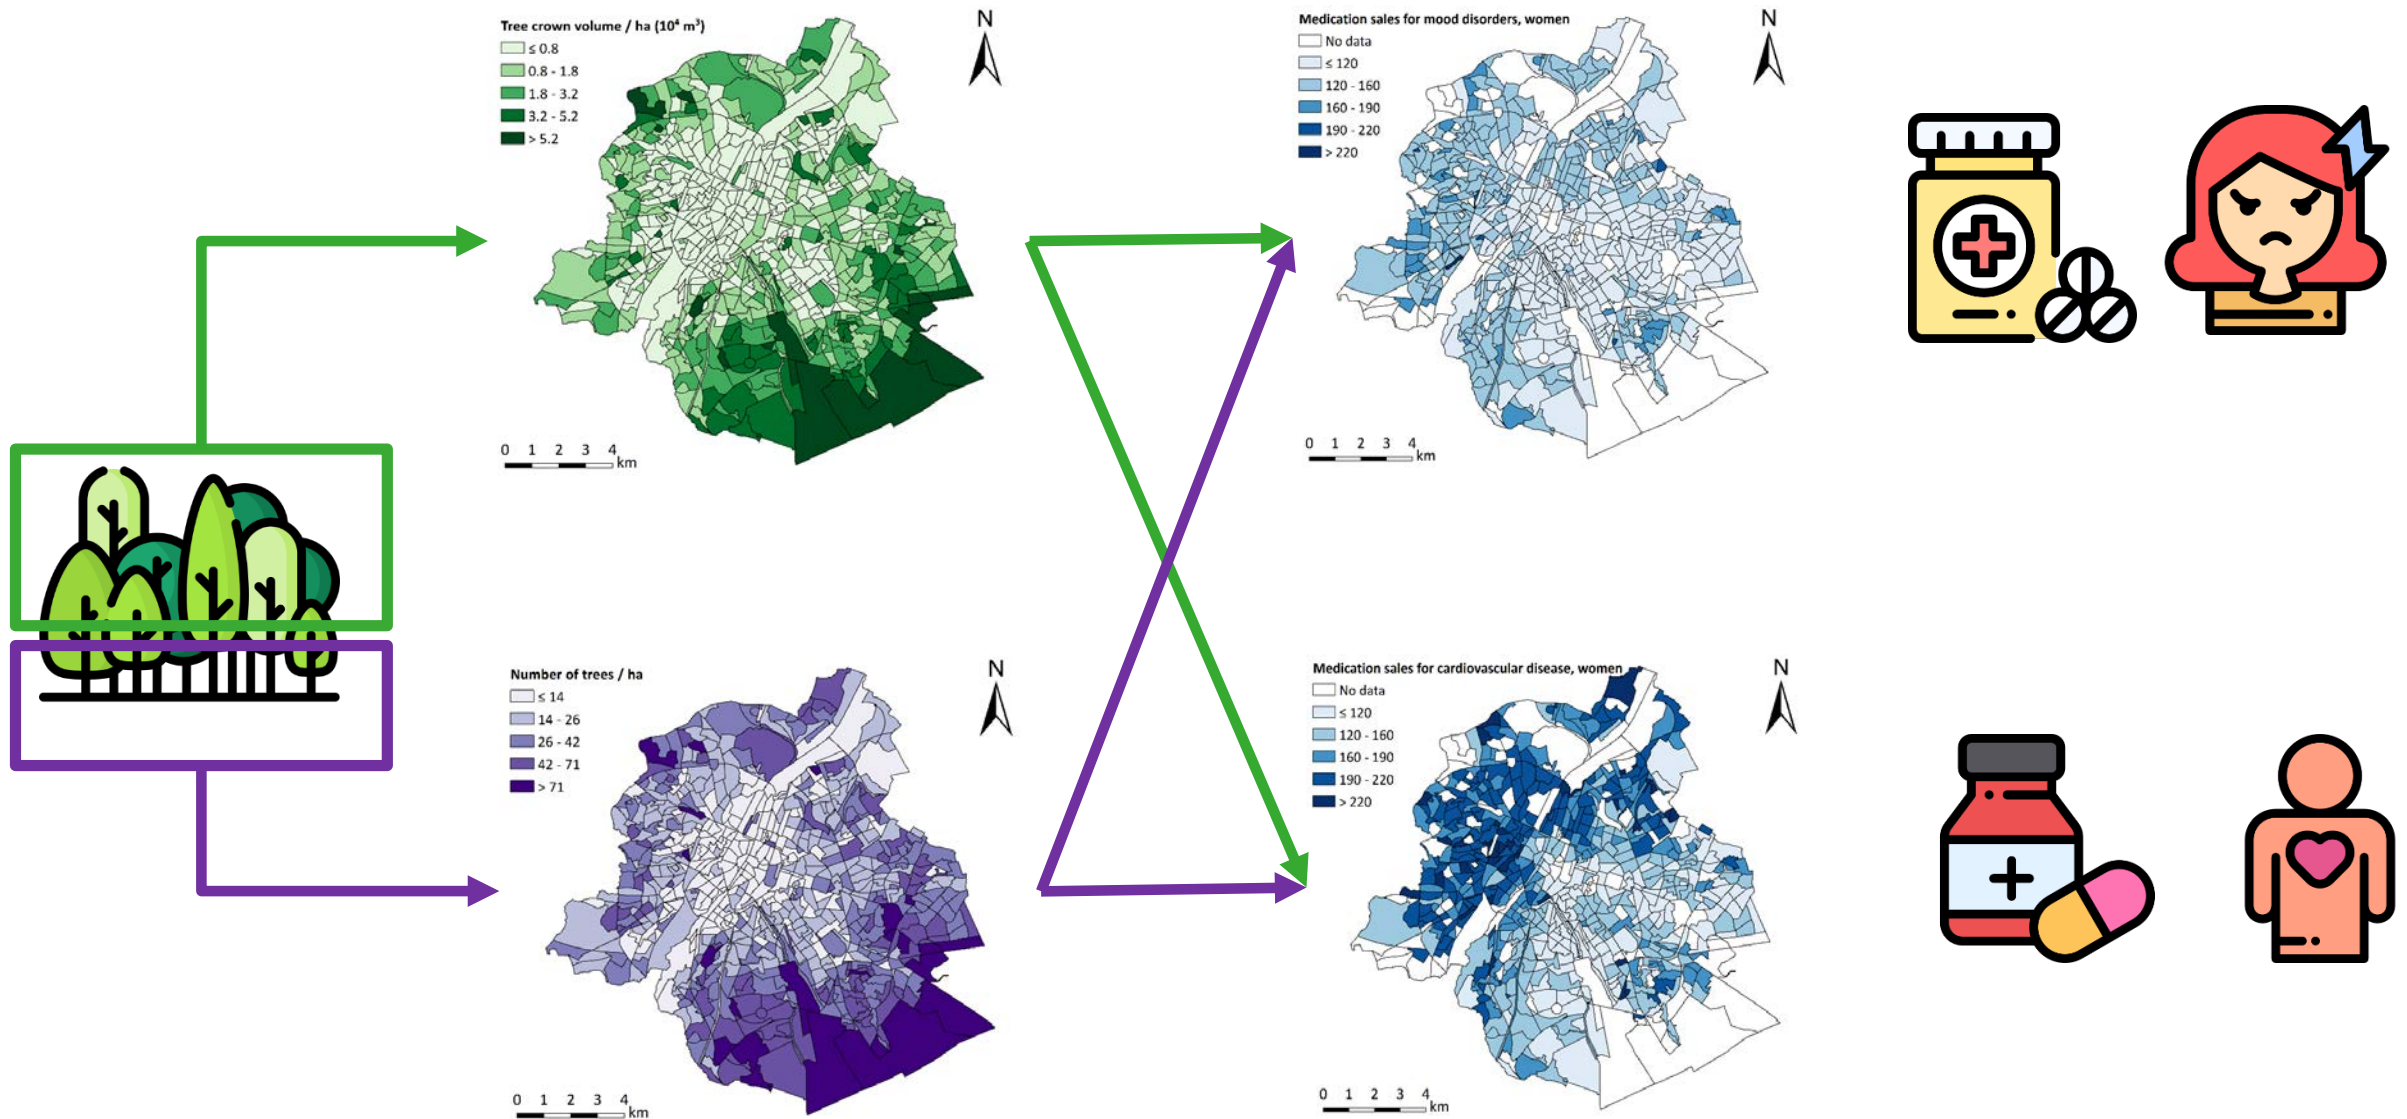 Tree crown volume / ha (10⁴ m³)
≤ 0.8
0.8 - 1.8
1.8 - 3.2
3.2 - 5.2
> 5.2
N
0 1 2 3 4
km
Medication sales for mood disorders, women
No data
≤ 120
120 - 160
160 - 190
190 - 220
> 220
N
0 1 2 3 4
km
Number of trees / ha
≤ 14
14 - 26
26 - 42
42 - 71
> 71
N
0 1 2 3 4
km
Medication sales for cardiovascular disease, women
No data
≤ 120
120 - 160
160 - 190
190 - 220
> 220
N
0 1 2 3 4
km